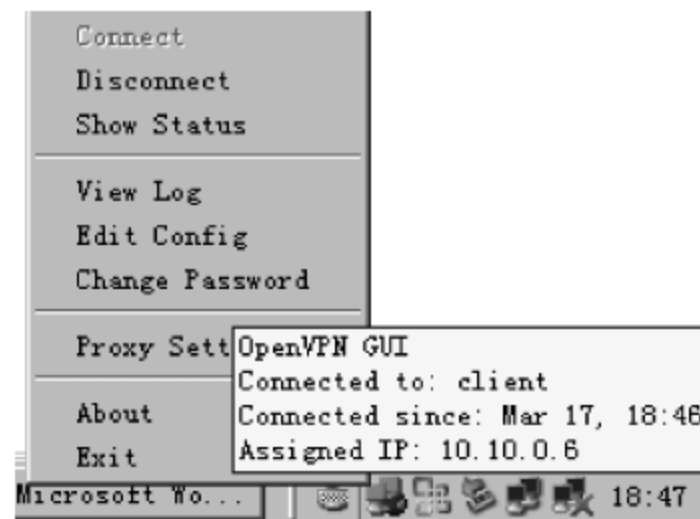 Connect
Disconnect
Show Status
View Log
Edit Config
Change Password
Proxy Sett
OpenVPN GUI
Connected to: client
Connected since: Mar 17, 18:46
Assigned IP: 10.10.0.6
About
Exit
Microsoft Wo...
18:47